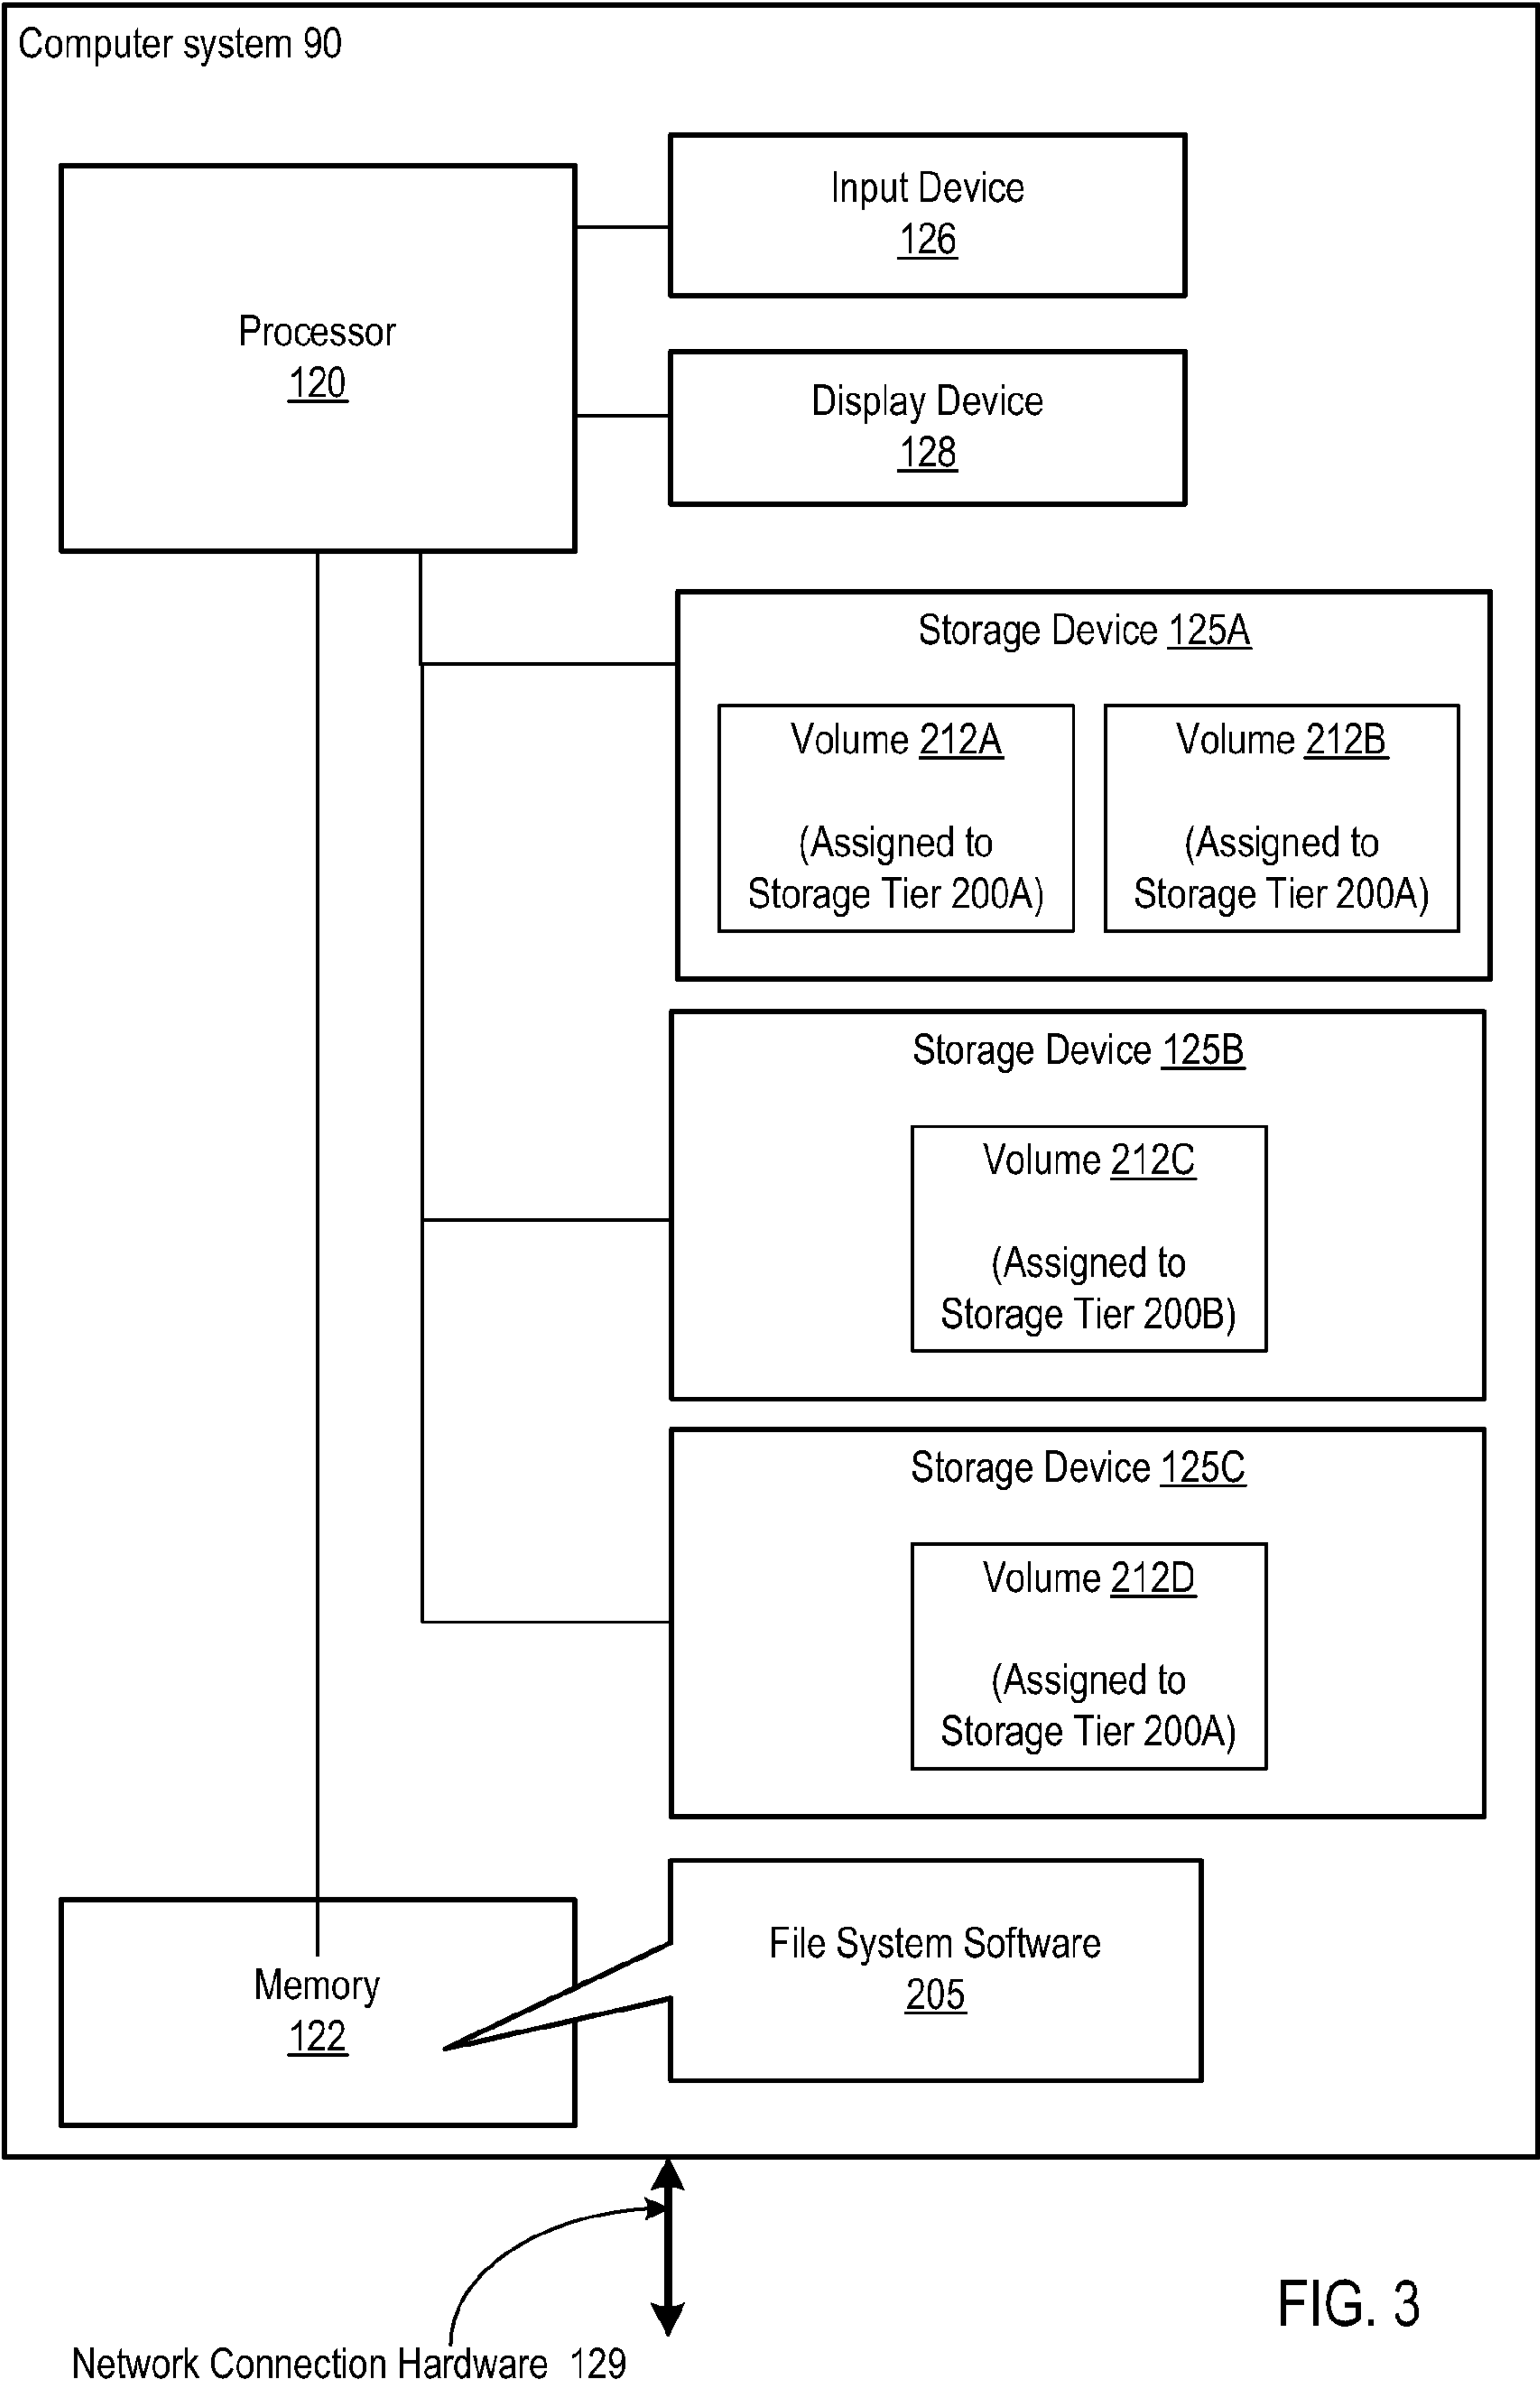 Computer system 90
Input Device
126
Processor
120
Display Device
128
Storage Device 125A
Volume 212A
(Assigned to
Storage Tier 200A)
Volume 212B
(Assigned to
Storage Tier 200A)
Storage Device 125B
Volume 212C
(Assigned to
Storage Tier 200B)
Storage Device 125C
Volume 212D
(Assigned to
Storage Tier 200A)
File System Software
205
Memory
122
Network Connection Hardware 129
FIG. 3